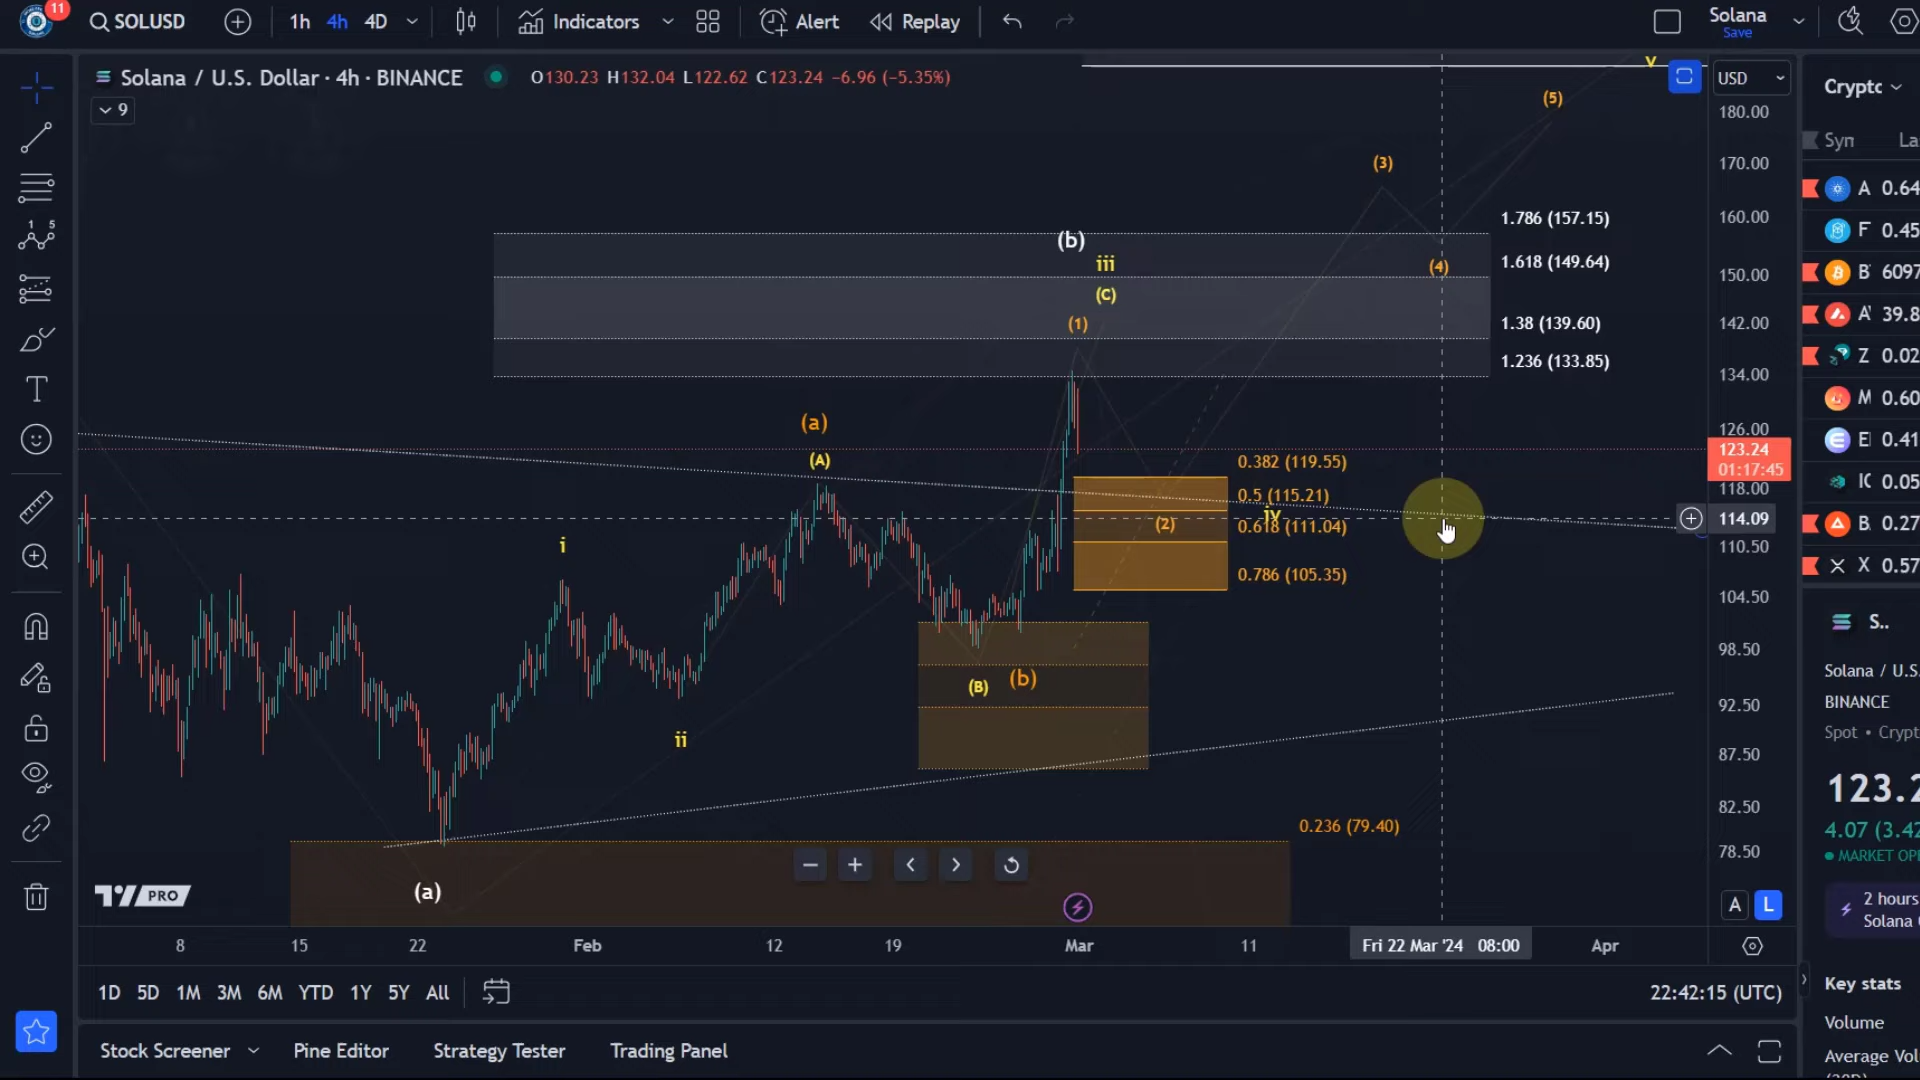 11
SOLUSD
1h 4h 4D
Indicators
Alert
Replay
Solana
Save
Solana / U.S. Dollar · 4h · BINANCE
O130.23 H132.04 L122.62 C123.24 −6.96 (−5.35%)
9
USD
Crypto
Sym La
v
(5)
(3)
(4)
(b)
iii
(C)
(1)
(a)
(A)
i
ii
(B)
(b)
(2)
iv
(a)
1.786 (157.15)
1.618 (149.64)
1.38 (139.60)
1.236 (133.85)
0.382 (119.55)
0.5 (115.21)
0.618 (111.04)
0.786 (105.35)
0.236 (79.40)
180.00
170.00
160.00
150.00
142.00
134.00
126.00
123.24
01:17:45
118.00
114.09
110.50
104.50
98.50
92.50
87.50
82.50
78.50
A L
A 0.64
F 0.45
B 6097
A 39.8
Z 0.02
M 0.60
E 0.41
IC 0.05
B 0.27
X 0.57
S..
Solana / U.S.
BINANCE
Spot • Crypt
123.2
4.07 (3.42
MARKET OPE
2 hours
Solana
Key stats
Volume
Average Vol
PRO
8 15 22 Feb 12 19 Mar 11 Fri 22 Mar '24 08:00 Apr
1D 5D 1M 3M 6M YTD 1Y 5Y All
22:42:15 (UTC)
Stock Screener
Pine Editor
Strategy Tester
Trading Panel